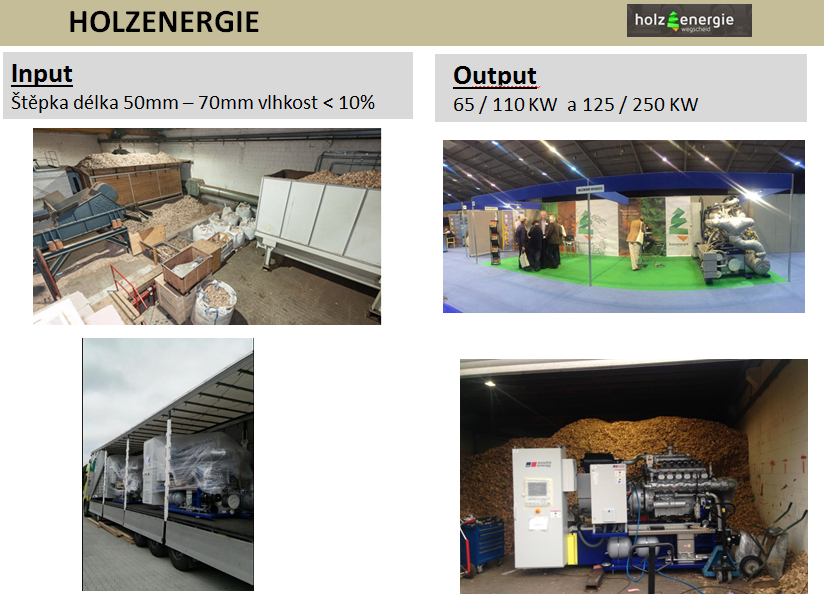 HOLZENERGIE
holz energie
wegscheid
Input
Štěpka délka 50mm – 70mm vlhkost < 10%
Output
65 / 110 KW  a 125 / 250 KW